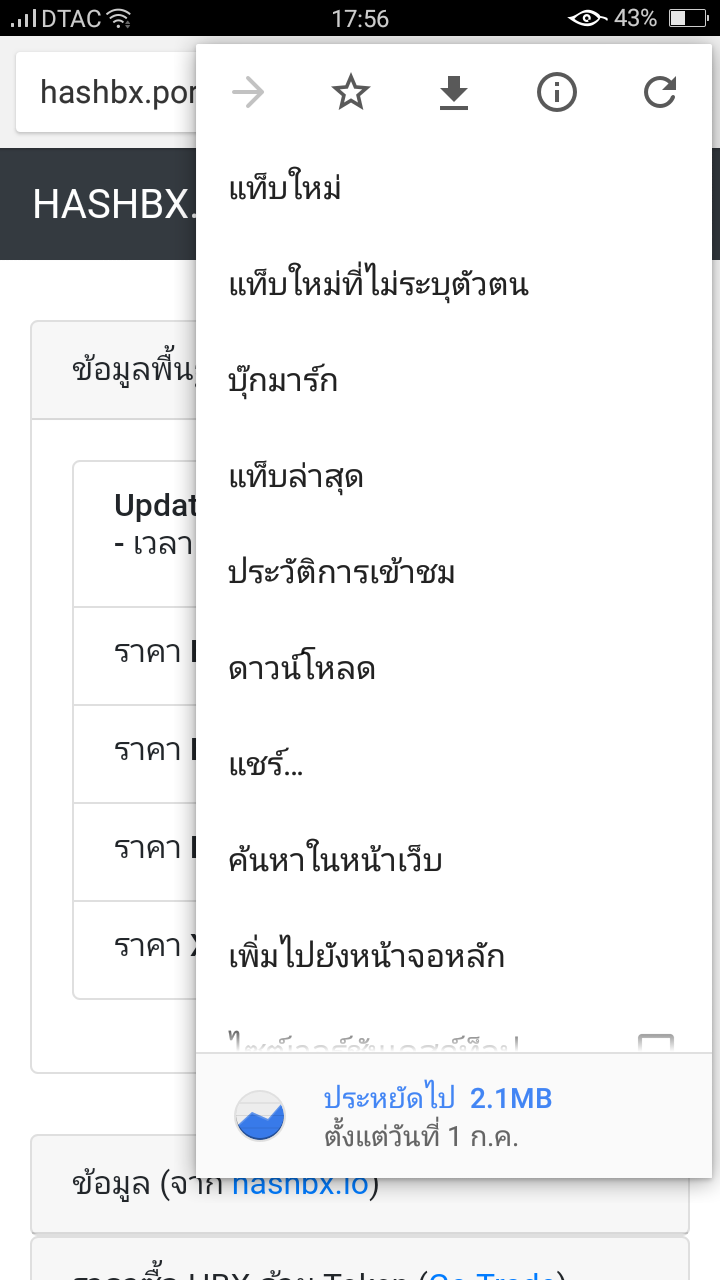 DTAC 17:56 43%
hashbx.por
HASHBX.
แท็บใหม่
แท็บใหม่ที่ไม่ระบุตัวตน
ข้อมูลพื้น
บุ๊กมาร์ก
แท็บล่าสุด
Updat
- เวลา
ประวัติการเข้าชม
ราคา
ดาวน์โหลด
ราคา
แชร์...
ราคา
ค้นหาในหน้าเว็บ
ราคา X
เพิ่มไปยังหน้าจอหลัก
ประหยัดไป 2.1MB
ตั้งแต่วันที่ 1 ก.ค.
ข้อมูล (จาก hashbx.io)